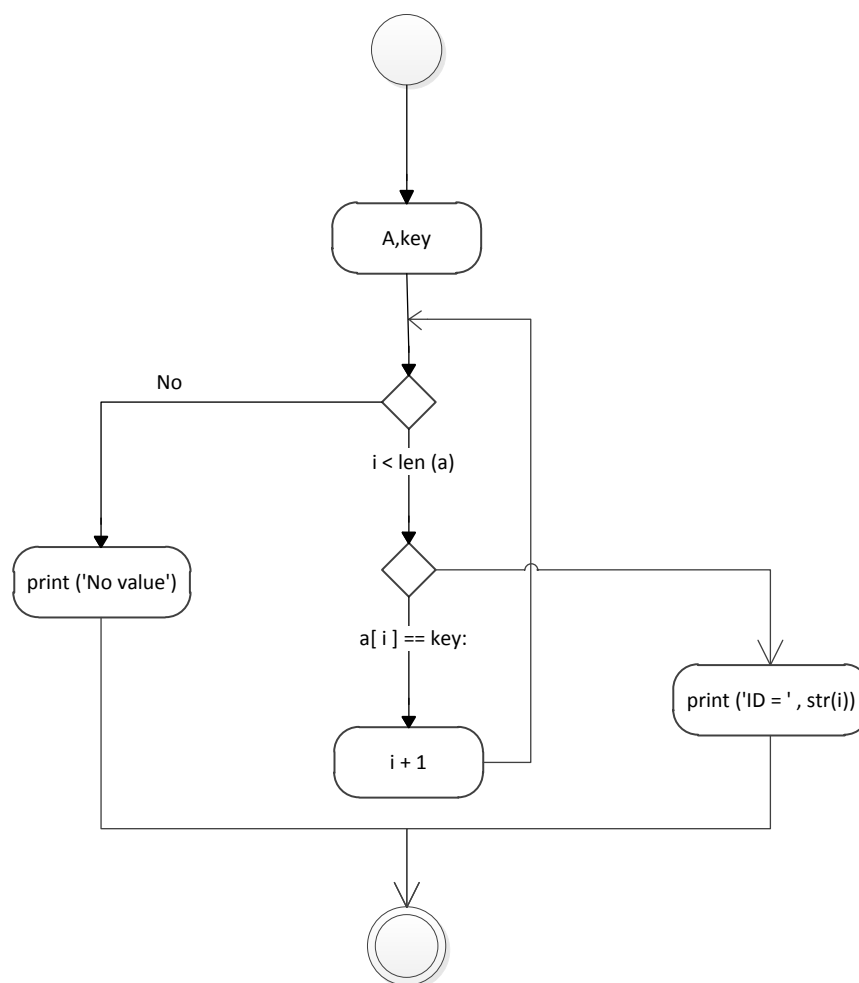 A,key
No
i < len (a)
print ('No value')
a[ i ] == key:
print ('ID = ' , str(i))
i + 1